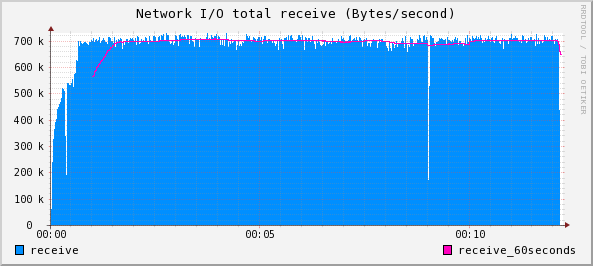 Network I/O total receive (Bytes/second)
RRDTOOL / TOBI OETIKER
700 k
600 k
500 k
400 k
300 k
200 k
100 k
0
00:00 00:05 00:10
receive receive_60seconds